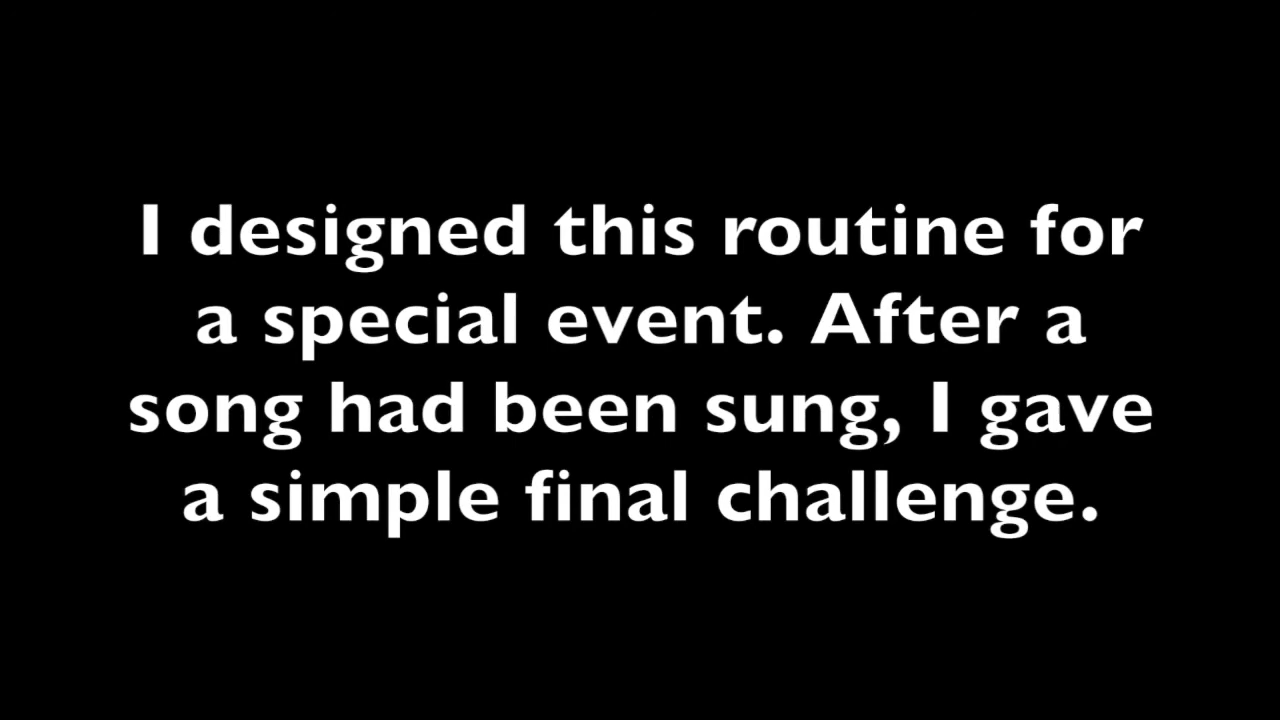 I designed this routine for
a special event. After a
song had been sung, I gave
a simple final challenge.